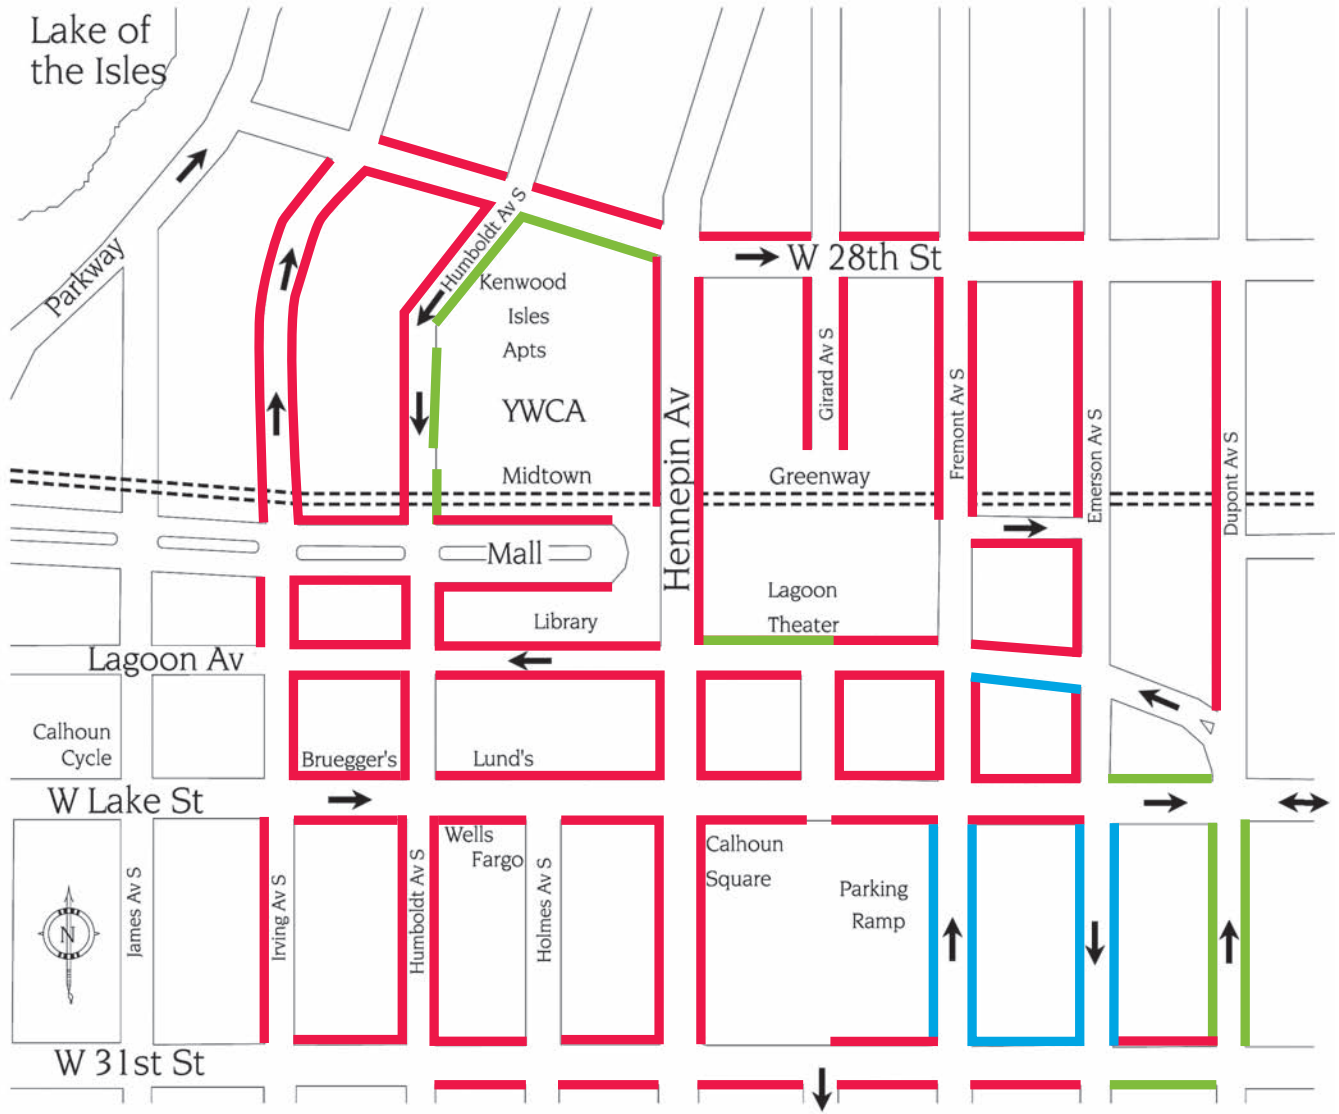 Lake of
the Isles
Parkway
Humboldt Av S
W 28th St
Kenwood
Isles
Apts
Girard Av S
Fremont Av S
YWCA
Hennepin Av
Emerson Av S
Dupont Av S
Midtown
Greenway
Mall
Lagoon
Theater
Library
Lagoon Av
Calhoun
Cycle
Bruegger's
Lund's
W Lake St
Wells
Fargo
Calhoun
Square
Parking
Ramp
James Av S
Irving Av S
Humboldt Av S
Holmes Av S
N
W 31st St